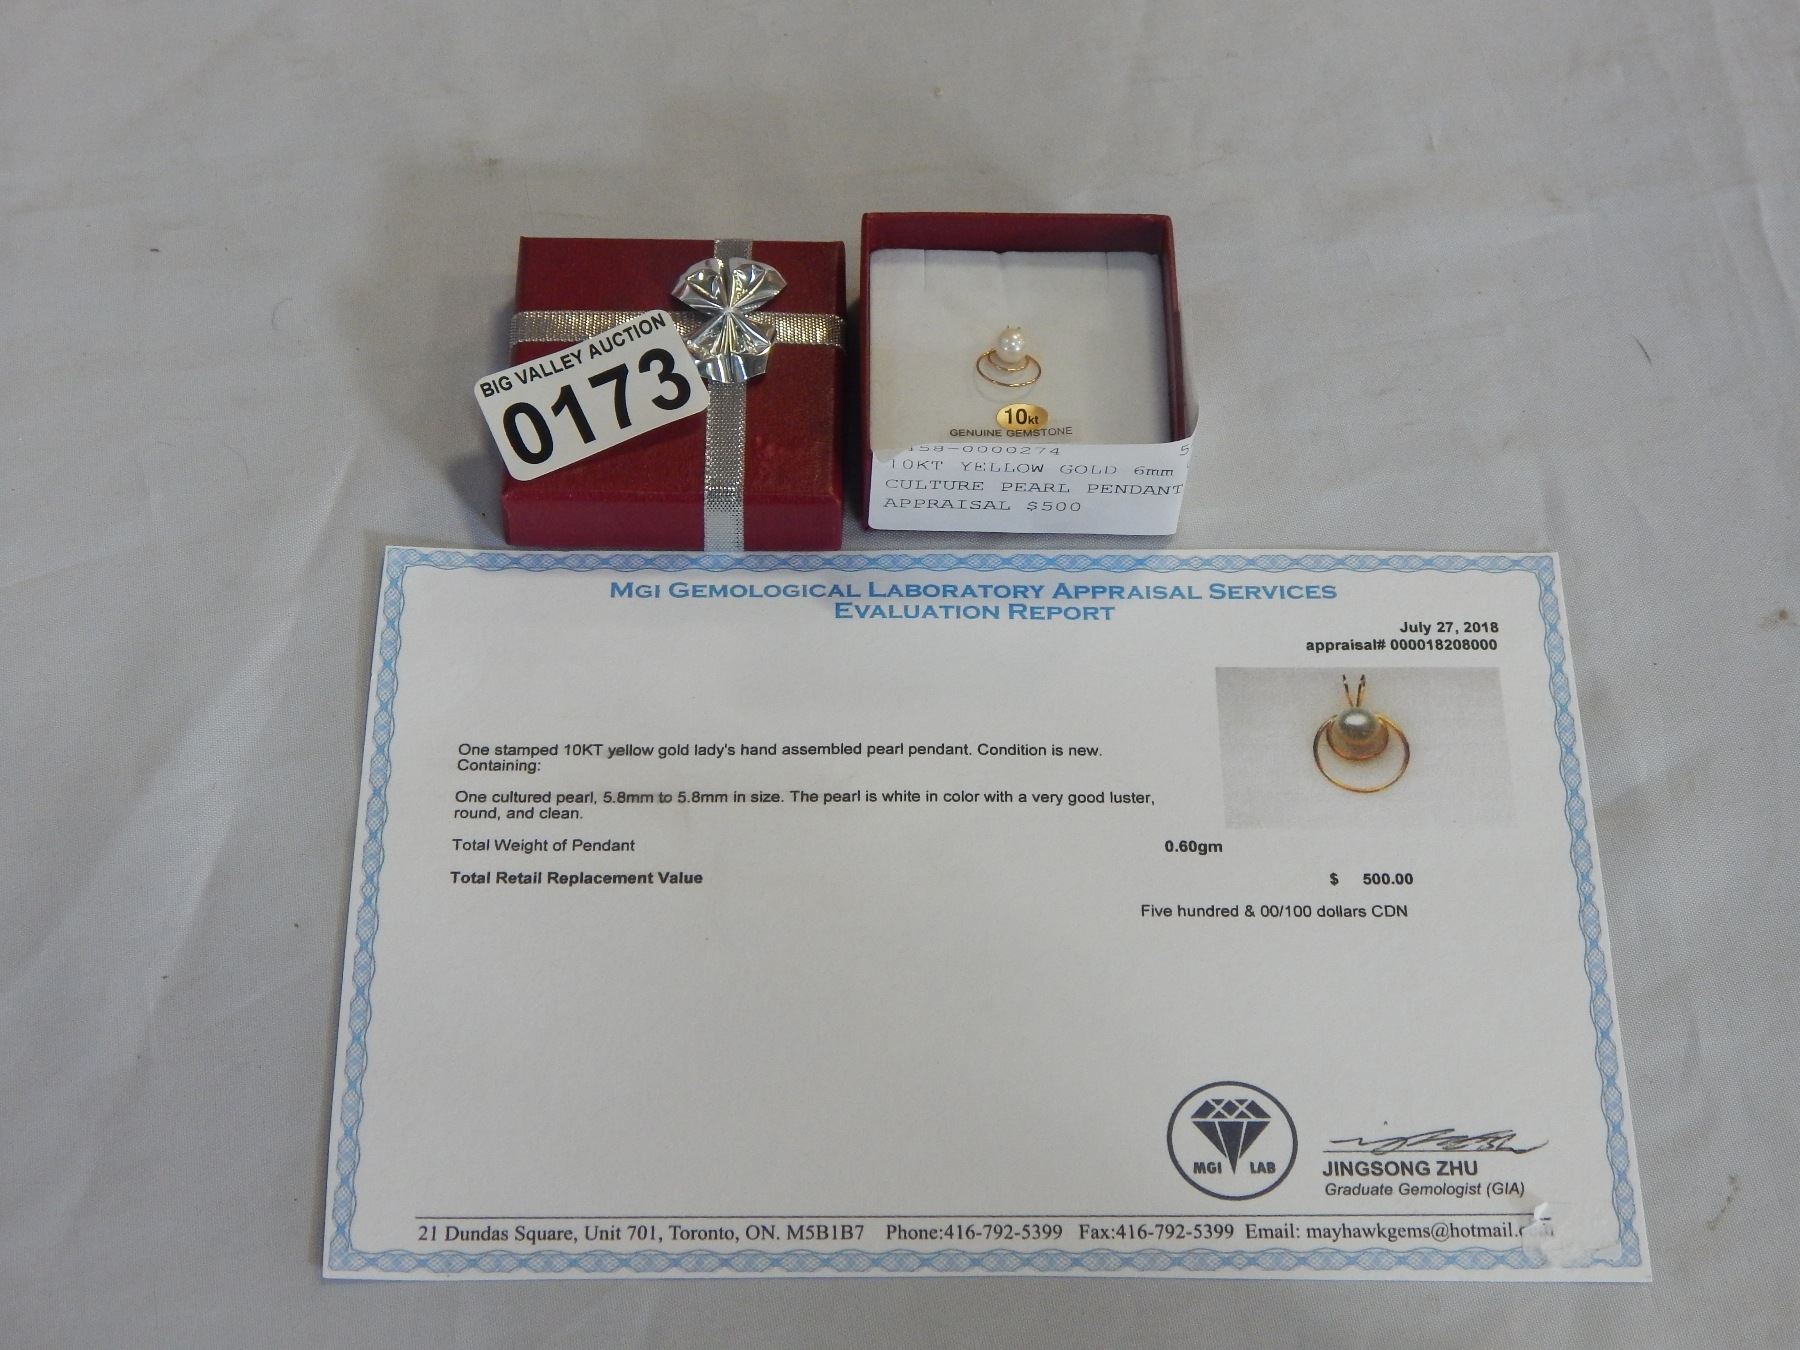 BIG VALLEY AUCTION
0173
10kt
GENUINE GEMSTONE
158-0000274 5
10KT YELLOW GOLD 6mm
CULTURE PEARL PENDANT
APPRAISAL $500
MGI GEMOLOGICAL LABORATORY APPRAISAL SERVICES
EVALUATION REPORT
July 27, 2018
appraisal# 000018208000
One stamped 10KT yellow gold lady's hand assembled pearl pendant. Condition is new.
Containing:
One cultured pearl, 5.8mm to 5.8mm in size. The pearl is white in color with a very good luster,
round, and clean.
Total Weight of Pendant 0.60gm
Total Retail Replacement Value $ 500.00
Five hundred & 00/100 dollars CDN
MGI LAB
JINGSONG ZHU
Graduate Gemologist (GIA)
21 Dundas Square, Unit 701, Toronto, ON. M5B1B7 Phone:416-792-5399 Fax:416-792-5399 Email: mayhawkgems@hotmail.com